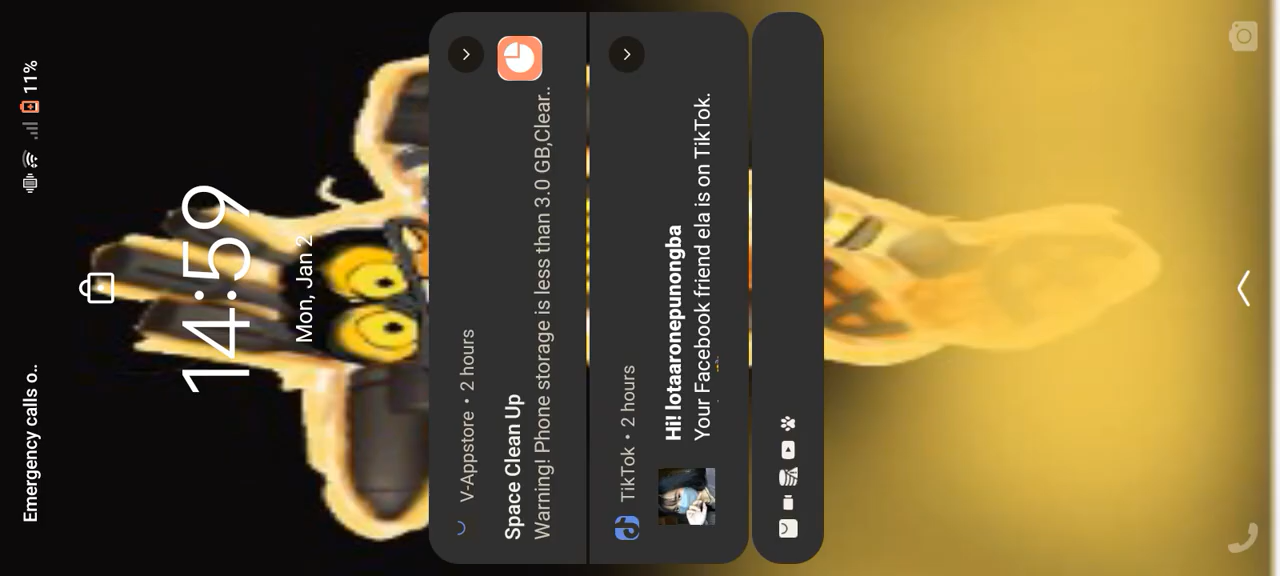 Emergency calls o..
11%
14:59
Mon, Jan 2
V-Appstore • 2 hours
Space Clean Up
Warning! Phone storage is less than 3.0 GB,Clear..
TikTok • 2 hours
Hi! lotaaronepunongba
Your Facebook friend ela is on TikTok.